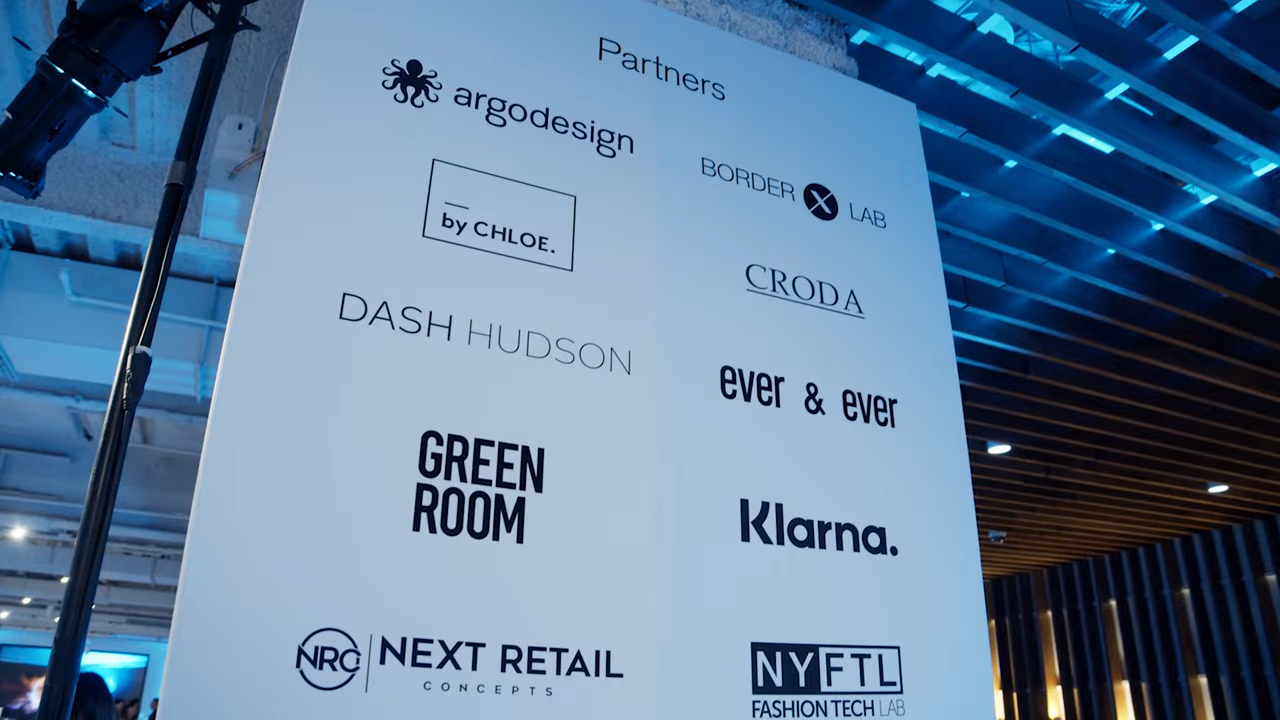 Partners
argodesign
BORDER X LAB
by CHLOE.
CRODA
DASH HUDSON
ever & ever
GREEN
ROOM
Klarna.
NRC NEXT RETAIL
CONCEPTS
NYFTL
FASHION TECH LAB